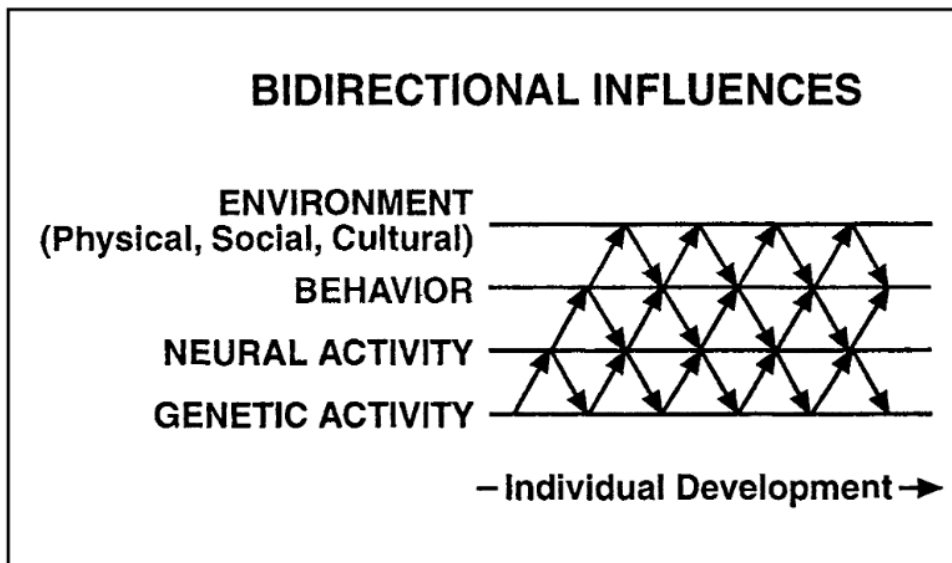 BIDIRECTIONAL INFLUENCES
ENVIRONMENT
(Physical, Social, Cultural)
BEHAVIOR
NEURAL ACTIVITY
GENETIC ACTIVITY
Individual Development